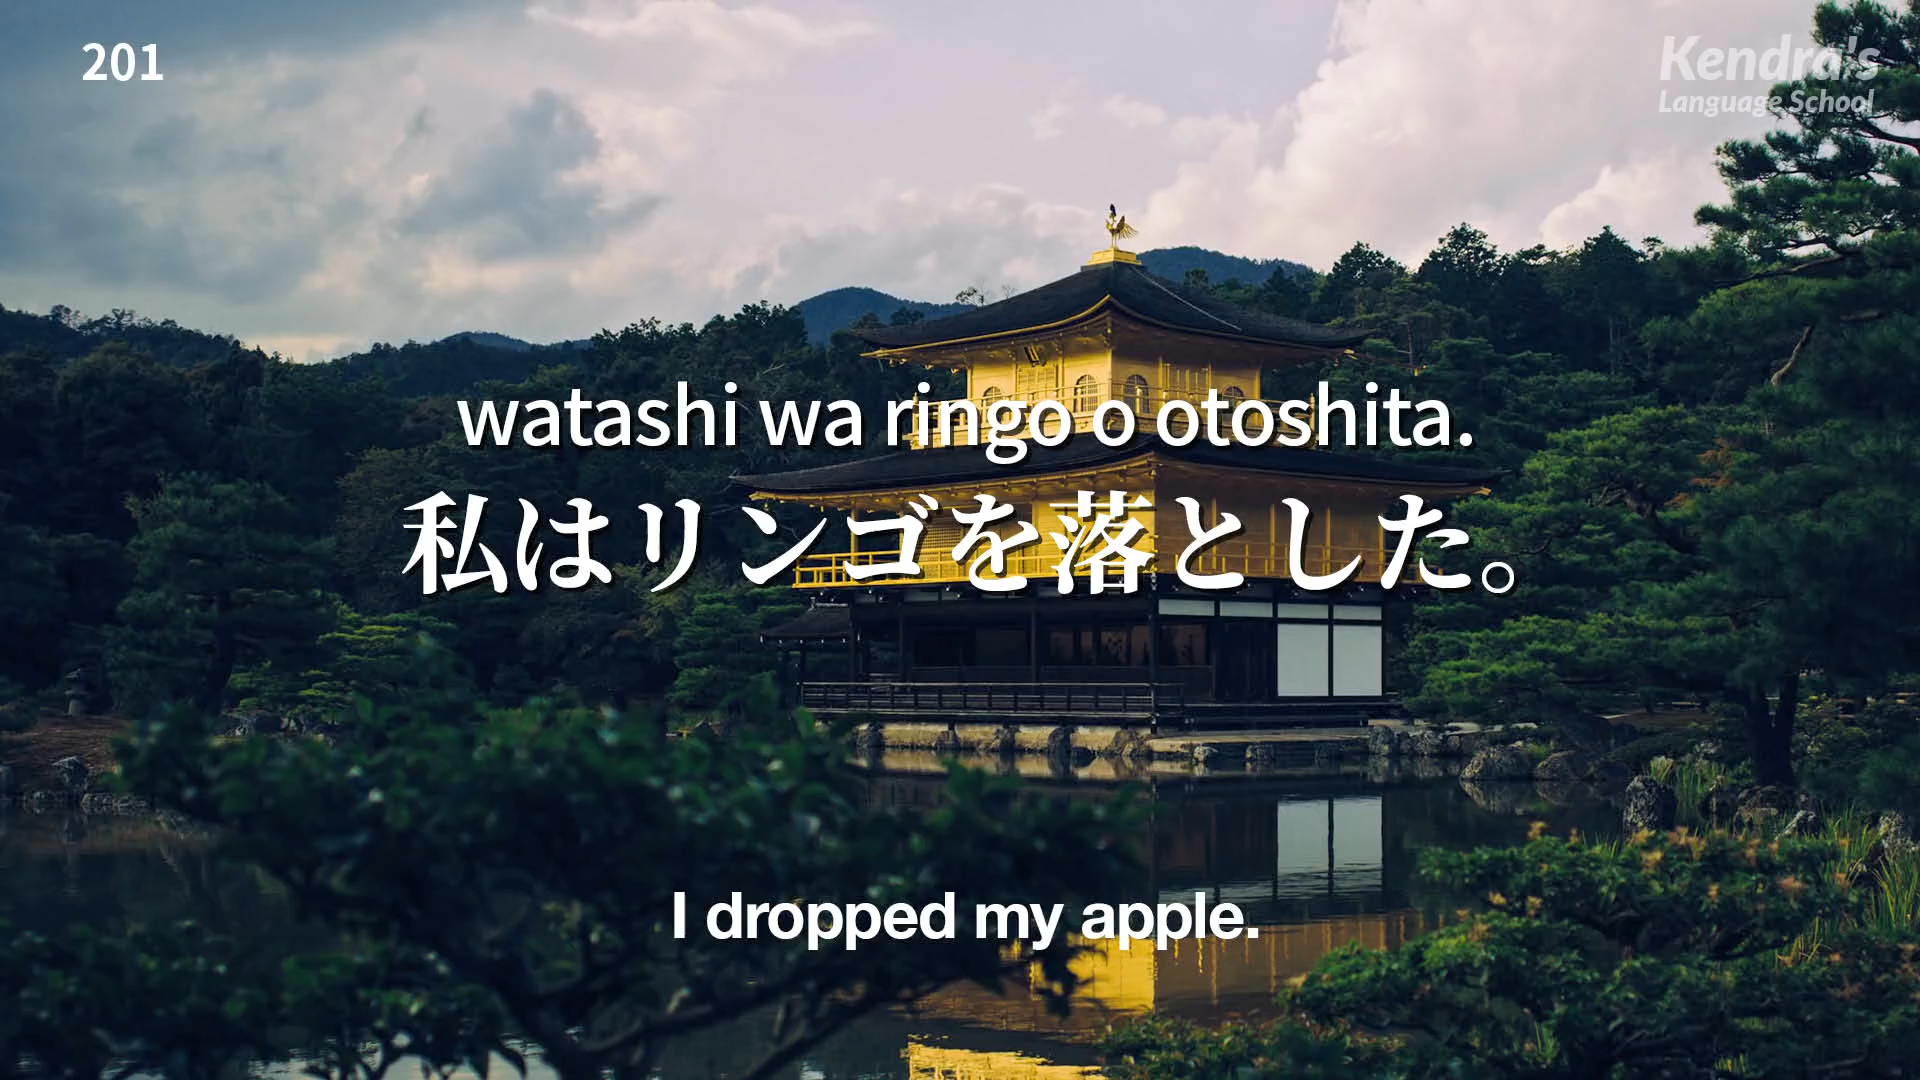 201
Kendra's
Language School
watashi wa ringo o otoshita.
私はリンゴを落とした。
I dropped my apple.